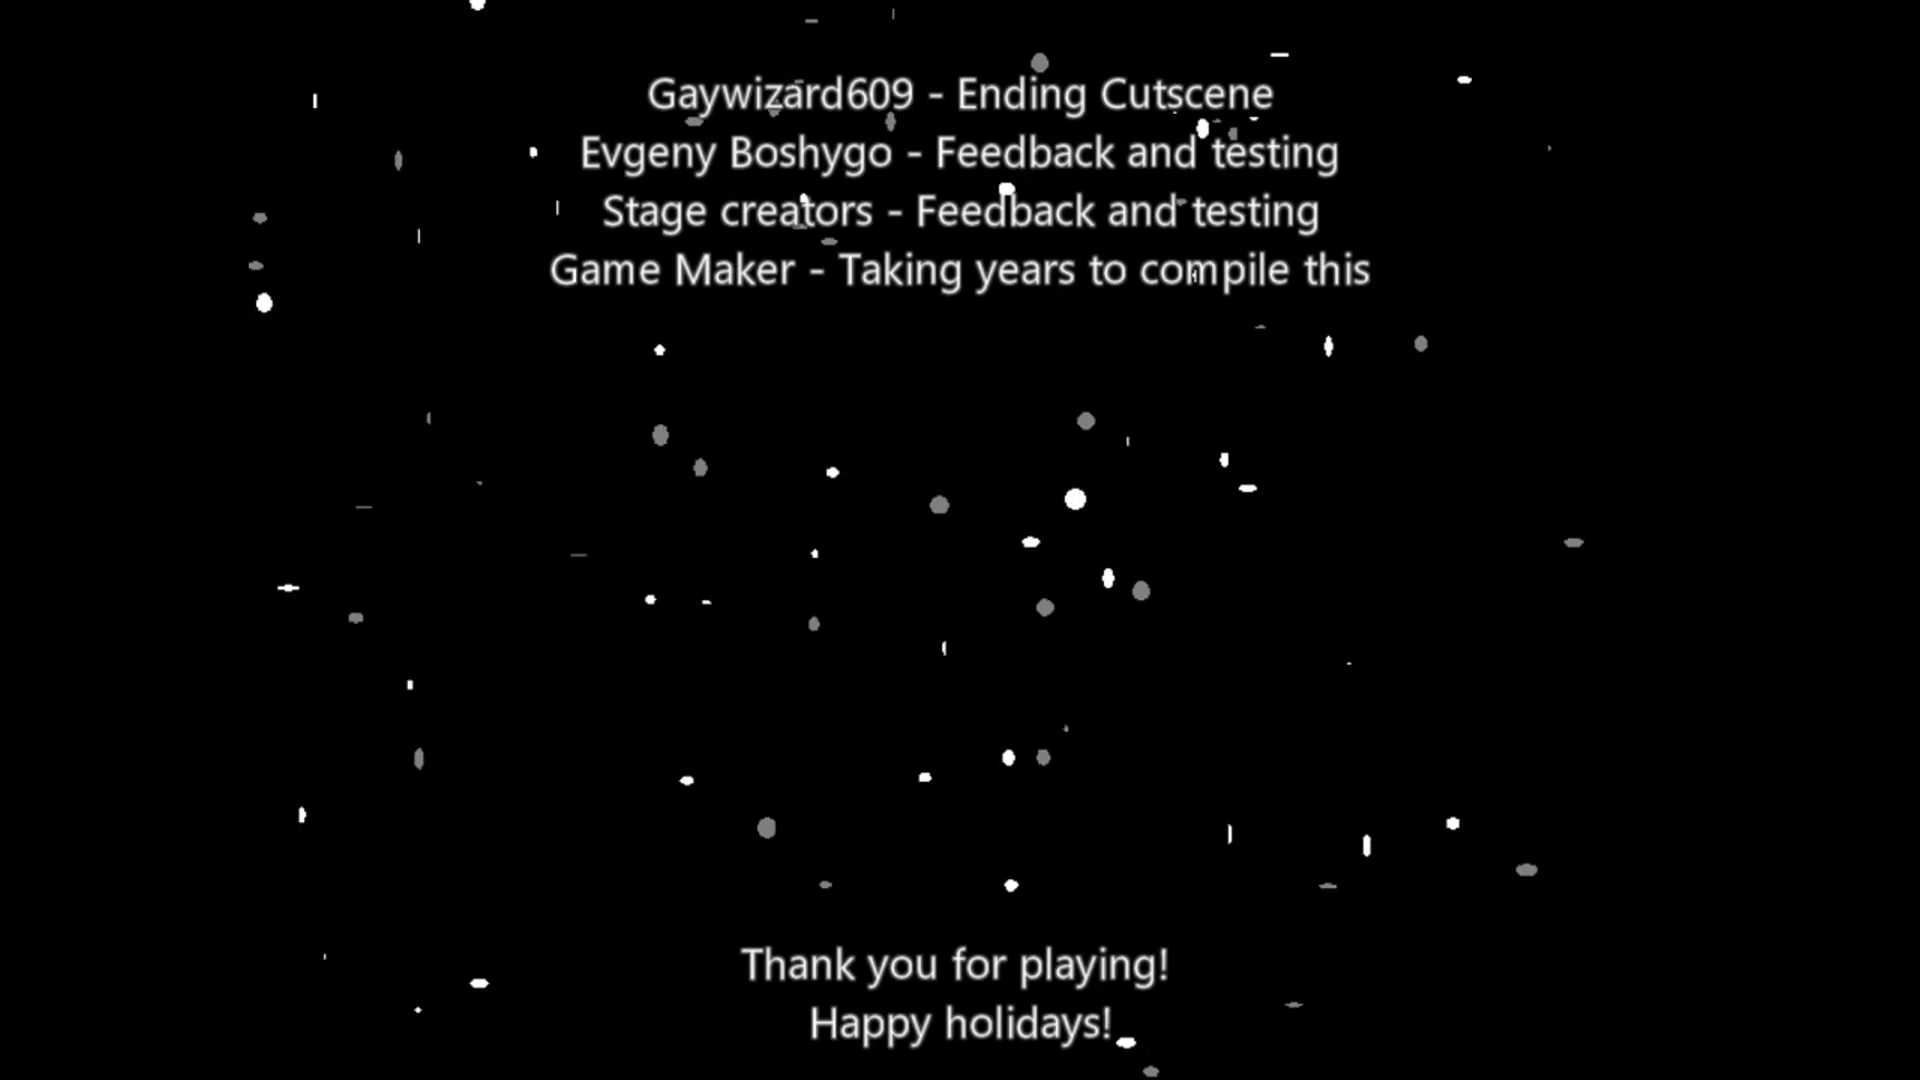 Gaywizard609 - Ending Cutscene
Evgeny Boshygo - Feedback and testing
Stage creators - Feedback and testing
Game Maker - Taking years to compile this
Thank you for playing!
Happy holidays!